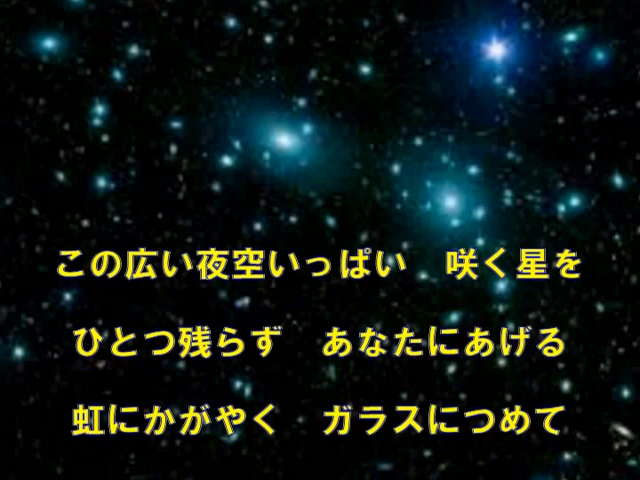 この広い夜空いっぱい　咲く星を
ひとつ残らず　あなたにあげる
虹にかがやく　ガラスにつめて